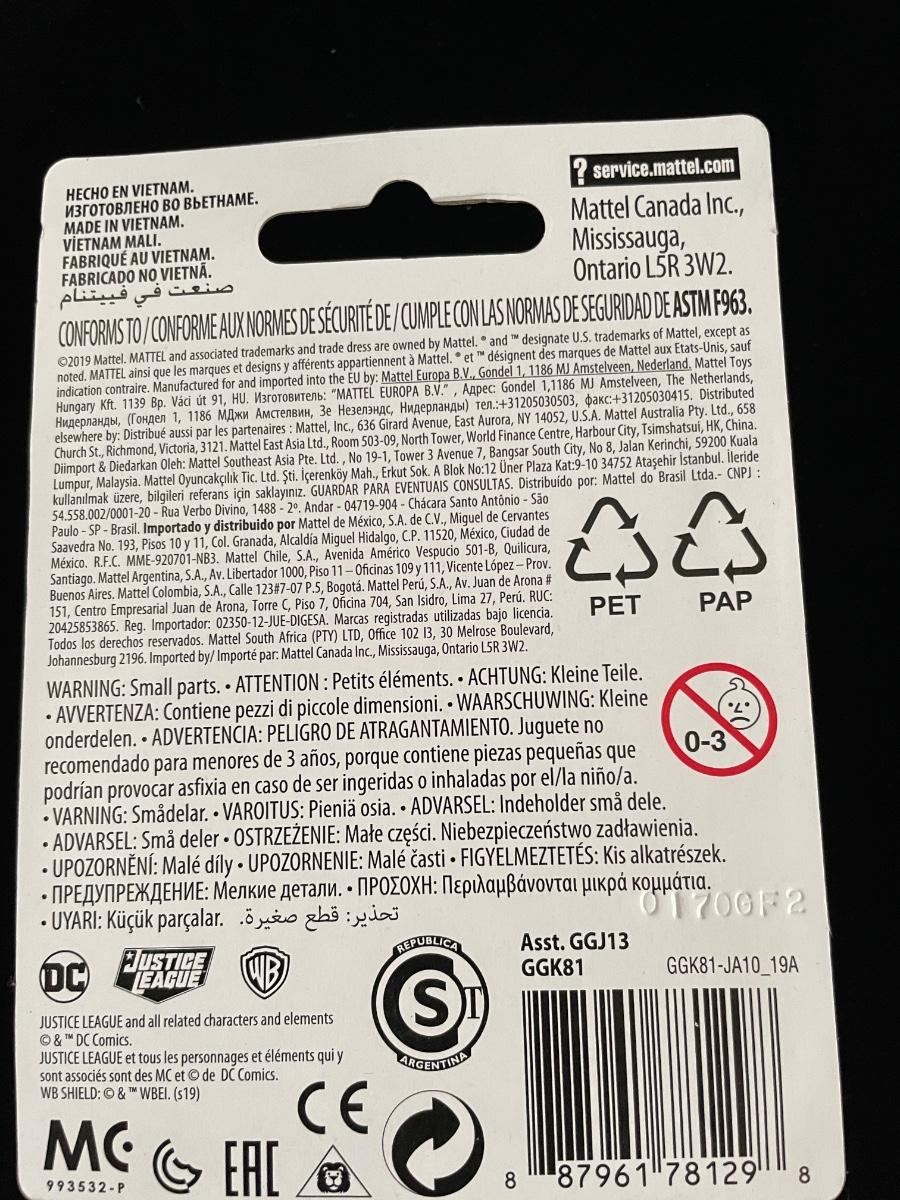 HECHO EN VIETNAM.
ИЗГОТОВЛЕНО ВО ВЬЕТНАМЕ.
MADE IN VIETNAM.
VİETNAM MALI.
FABRIQUÉ AU VIETNAM.
FABRICADO NO VIETNÃ.
صنعت في فييتنام
? service.mattel.com
Mattel Canada Inc.,
Mississauga,
Ontario L5R 3W2.
CONFORMS TO / CONFORME AUX NORMES DE SÉCURITÉ DE / CUMPLE CON LAS NORMAS DE SEGURIDAD DE ASTM F963.
©2019 Mattel. MATTEL and associated trademarks and trade dress are owned by Mattel. ® and ™ designate U.S. trademarks of Mattel, except as
noted. MATTEL ainsi que les marques et designs y afférents appartiennent à Mattel. ® et ™ désignent des marques de Mattel aux Etats-Unis, sauf
indication contraire. Manufactured for and imported into the EU by: Mattel Europa B.V., Gondel 1, 1186 MJ Amstelveen, Nederland. Mattel Toys
Hungary Kft. 1139 Bp. Váci út 91, HU. Изготовитель: "MATTEL EUROPA B.V." , Адрес: Gondel 1,1186 MJ Amstelveen, The Netherlands,
Нидерланды, (Гондел 1, 1186 МДжи Амстелвин, Зе Незелэндс, Нидерланды) тел.:+31205030503, факс:+31205030415. Distributed
elsewhere by: Distribué aussi par les partenaires : Mattel, Inc., 636 Girard Avenue, East Aurora, NY 14052, U.S.A. Mattel Australia Pty. Ltd., 658
Church St., Richmond, Victoria, 3121. Mattel East Asia Ltd., Room 503-09, North Tower, World Finance Centre, Harbour City, Tsimshatsui, HK, China.
Diimport & Diedarkan Oleh: Mattel Southeast Asia Pte. Ltd. , No 19-1, Tower 3 Avenue 7, Bangsar South City, No 8, Jalan Kerinchi, 59200 Kuala
Lumpur, Malaysia. Mattel Oyuncakçılık Tic. Ltd. Şti. İçerenköy Mah., Erkut Sok. A Blok No:12 Üner Plaza Kat:9-10 34752 Ataşehir İstanbul. İleride
kullanılmak üzere, bilgileri referans için saklayınız. GUARDAR PARA EVENTUAIS CONSULTAS. Distribuído por: Mattel do Brasil Ltda.- CNPJ :
54.558.002/0001-20 - Rua Verbo Divino, 1488 - 2º. Andar - 04719-904 - Chácara Santo Antônio - São
Paulo - SP - Brasil. Importado y distribuido por Mattel de México, S.A. de C.V., Miguel de Cervantes
Saavedra No. 193, Pisos 10 y 11, Col. Granada, Alcaldía Miguel Hidalgo, C.P. 11520, México, Ciudad de
México. R.F.C. MME-920701-NB3. Mattel Chile, S.A., Avenida Américo Vespucio 501-B, Quilicura,
Santiago. Mattel Argentina, S.A., Av. Libertador 1000, Piso 11 – Oficinas 109 y 111, Vicente López – Prov.
Buenos Aires. Mattel Colombia, S.A., Calle 123#7-07 P.5, Bogotá. Mattel Perú, S.A., Av. Juan de Arona #
151, Centro Empresarial Juan de Arona, Torre C, Piso 7, Oficina 704, San Isidro, Lima 27, Perú. RUC:
20425853865. Reg. Importador: 02350-12-JUE-DIGESA. Marcas registradas utilizadas bajo licencia.
Todos los derechos reservados. Mattel South Africa (PTY) LTD, Office 102 I3, 30 Melrose Boulevard,
Johannesburg 2196. Imported by/ Importé par: Mattel Canada Inc., Mississauga, Ontario L5R 3W2.
PET PAP
WARNING: Small parts. • ATTENTION : Petits éléments. • ACHTUNG: Kleine Teile.
• AVVERTENZA: Contiene pezzi di piccole dimensioni. • WAARSCHUWING: Kleine
onderdelen. • ADVERTENCIA: PELIGRO DE ATRAGANTAMIENTO. Juguete no
recomendado para menores de 3 años, porque contiene piezas pequeñas que
podrían provocar asfixia en caso de ser ingeridas o inhaladas por el/la niño/a.
• VARNING: Smådelar. • VAROITUS: Pieniä osia. • ADVARSEL: Indeholder små dele.
• ADVARSEL: Små deler • OSTRZEŻENIE: Małe części. Niebezpieczeństwo zadławienia.
• UPOZORNĚNÍ: Malé díly • UPOZORNENIE: Malé časti • FIGYELMEZTETÉS: Kis alkatrészek.
• ПРЕДУПРЕЖДЕНИЕ: Мелкие детали. • ΠΡΟΣΟΧΗ: Περιλαμβάνονται μικρά κομμάτια.
• UYARI: Küçük parçalar. تحذير: قطع صغيرة.
0-3
01706F2
DC JUSTICE LEAGUE WB
REPUBLICA
S T
ARGENTINA
Asst. GGJ13
GGK81 GGK81-JA10_19A
JUSTICE LEAGUE and all related characters and elements
© & ™ DC Comics.
JUSTICE LEAGUE et tous les personnages et éléments qui y
sont associés sont des MC et © de DC Comics.
WB SHIELD: © & ™ WBEI. (s19)
CE
MC
993532-P
EAC
8 87961 78129 8